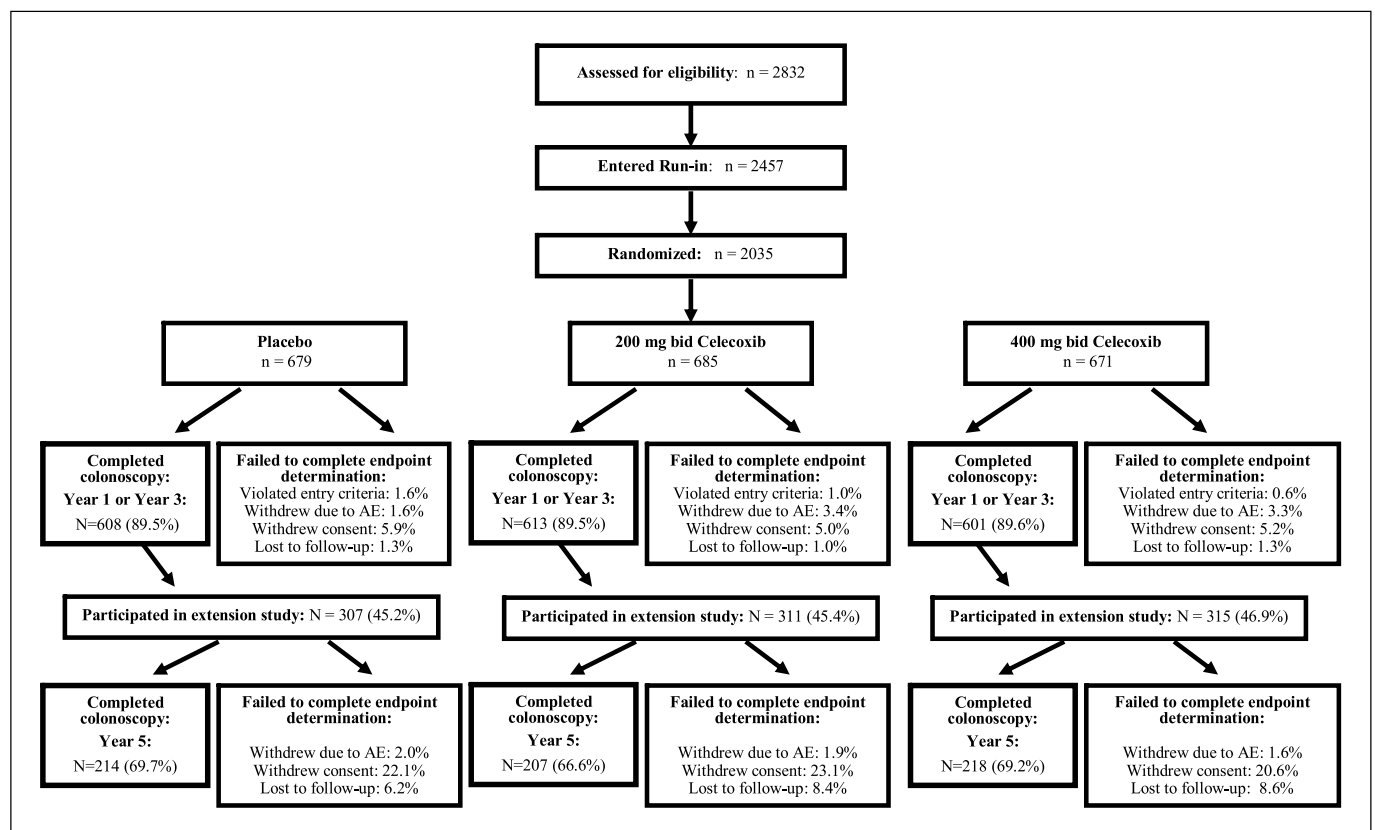 Assessed for eligibility: n = 2832
Entered Run-in: n = 2457
Randomized: n = 2035
Placebo
n = 679
200 mg bid Celecoxib
n = 685
400 mg bid Celecoxib
n = 671
Completed
colonoscopy:
Year 1 or Year 3:
N=608 (89.5%)
Failed to complete endpoint
determination:
Violated entry criteria: 1.6%
Withdrew due to AE: 1.6%
Withdrew consent: 5.9%
Lost to follow-up: 1.3%
Completed
colonoscopy:
Year 1 or Year 3:
N=613 (89.5%)
Failed to complete endpoint
determination:
Violated entry criteria: 1.0%
Withdrew due to AE: 3.4%
Withdrew consent: 5.0%
Lost to follow-up: 1.0%
Completed
colonoscopy:
Year 1 or Year 3:
N=601 (89.6%)
Failed to complete endpoint
determination:
Violated entry criteria: 0.6%
Withdrew due to AE: 3.3%
Withdrew consent: 5.2%
Lost to follow-up: 1.3%
Participated in extension study: N = 307 (45.2%)
Participated in extension study: N = 311 (45.4%)
Participated in extension study: N = 315 (46.9%)
Completed
colonoscopy:
Year 5:
N=214 (69.7%)
Failed to complete endpoint
determination:
Withdrew due to AE: 2.0%
Withdrew consent: 22.1%
Lost to follow-up: 6.2%
Completed
colonoscopy:
Year 5:
N=207 (66.6%)
Failed to complete endpoint
determination:
Withdrew due to AE: 1.9%
Withdrew consent: 23.1%
Lost to follow-up: 8.4%
Completed
colonoscopy:
Year 5:
N=218 (69.2%)
Failed to complete endpoint
determination:
Withdrew due to AE: 1.6%
Withdrew consent: 20.6%
Lost to follow-up: 8.6%